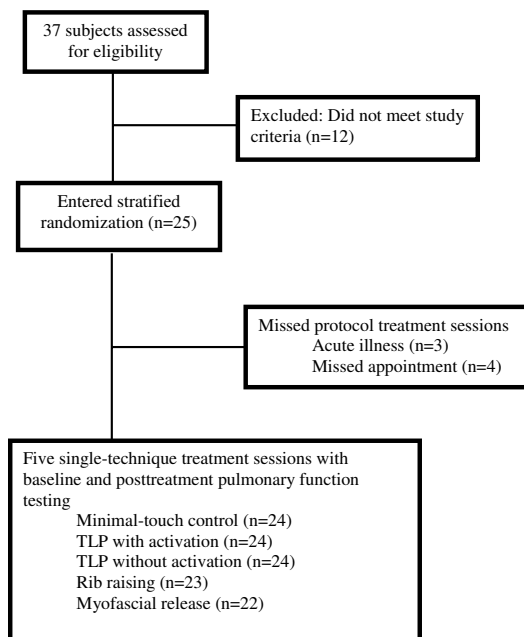 37 subjects assessed
for eligibility
Excluded: Did not meet study
criteria (n=12)
Entered stratified
randomization (n=25)
Missed protocol treatment sessions
Acute illness (n=3)
Missed appointment (n=4)
Five single-technique treatment sessions with
baseline and posttreatment pulmonary function
testing
Minimal-touch control (n=24)
TLP with activation (n=24)
TLP without activation (n=24)
Rib raising (n=23)
Myofascial release (n=22)